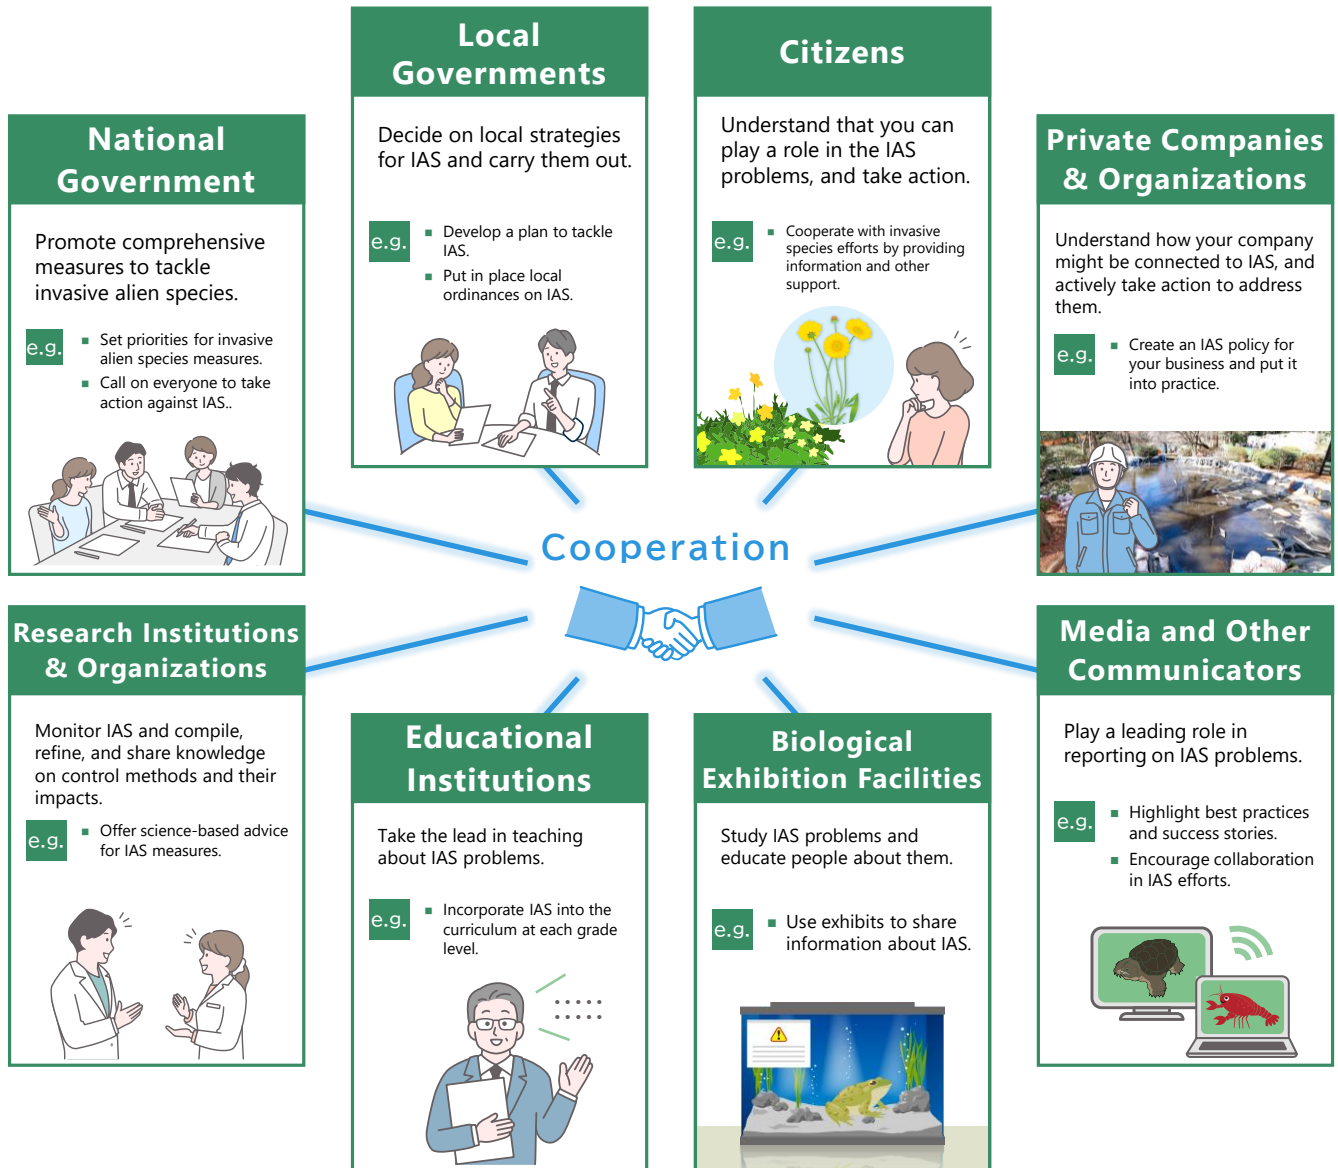 National
Government
Promote comprehensive
measures to tackle
invasive alien species.
e.g.
▪ Set priorities for invasive
alien species measures.
▪ Call on everyone to take
action against IAS..
Local
Governments
Decide on local strategies
for IAS and carry them out.
e.g.
▪ Develop a plan to tackle
IAS.
▪ Put in place local
ordinances on IAS.
Citizens
Understand that you can
play a role in the IAS
problems, and take action.
e.g.
▪ Cooperate with invasive
species efforts by providing
information and other
support.
Private Companies
& Organizations
Understand how your company
might be connected to IAS, and
actively take action to address
them.
e.g.
▪ Create an IAS policy for
your business and put it
into practice.
Cooperation
Research Institutions
& Organizations
Monitor IAS and compile,
refine, and share knowledge
on control methods and their
impacts.
e.g.
▪ Offer science-based advice
for IAS measures.
Educational
Institutions
Take the lead in teaching
about IAS problems.
e.g.
▪ Incorporate IAS into the
curriculum at each grade
level.
Biological
Exhibition Facilities
Study IAS problems and
educate people about them.
e.g.
▪ Use exhibits to share
information about IAS.
Media and Other
Communicators
Play a leading role in
reporting on IAS problems.
e.g.
▪ Highlight best practices
and success stories.
▪ Encourage collaboration
in IAS efforts.